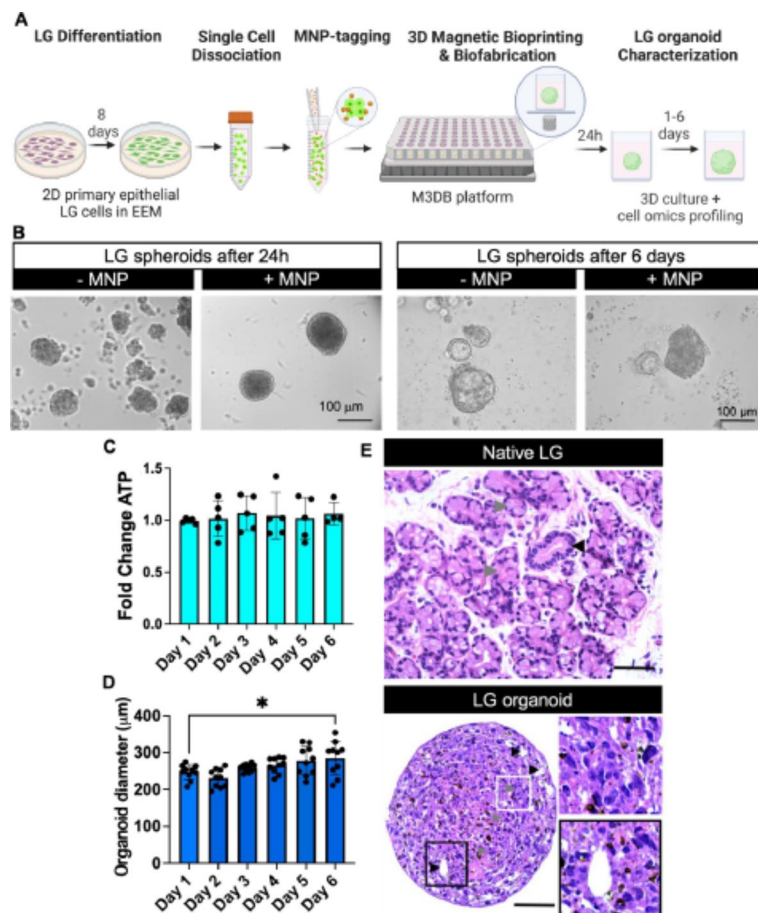 A
LG Differentiation
Single Cell
Dissociation
MNP-tagging
3D Magnetic Bioprinting
& Biofabrication
LG organoid
Characterization
8
days
24h
1-6
days
2D primary epithelial
LG cells in EEM
M3DB platform
3D culture +
cell omics profiling
B
LG spheroids after 24h
- MNP
+ MNP
100 µm
LG spheroids after 6 days
- MNP
+ MNP
100 µm
C
Fold Change ATP
1.5
1.0
0.5
0.0
Day 1
Day 2
Day 3
Day 4
Day 5
Day 6
D
Organoid diameter (µm)
400
300
200
100
0
*
Day 1
Day 2
Day 3
Day 4
Day 5
Day 6
E
Native LG
LG organoid